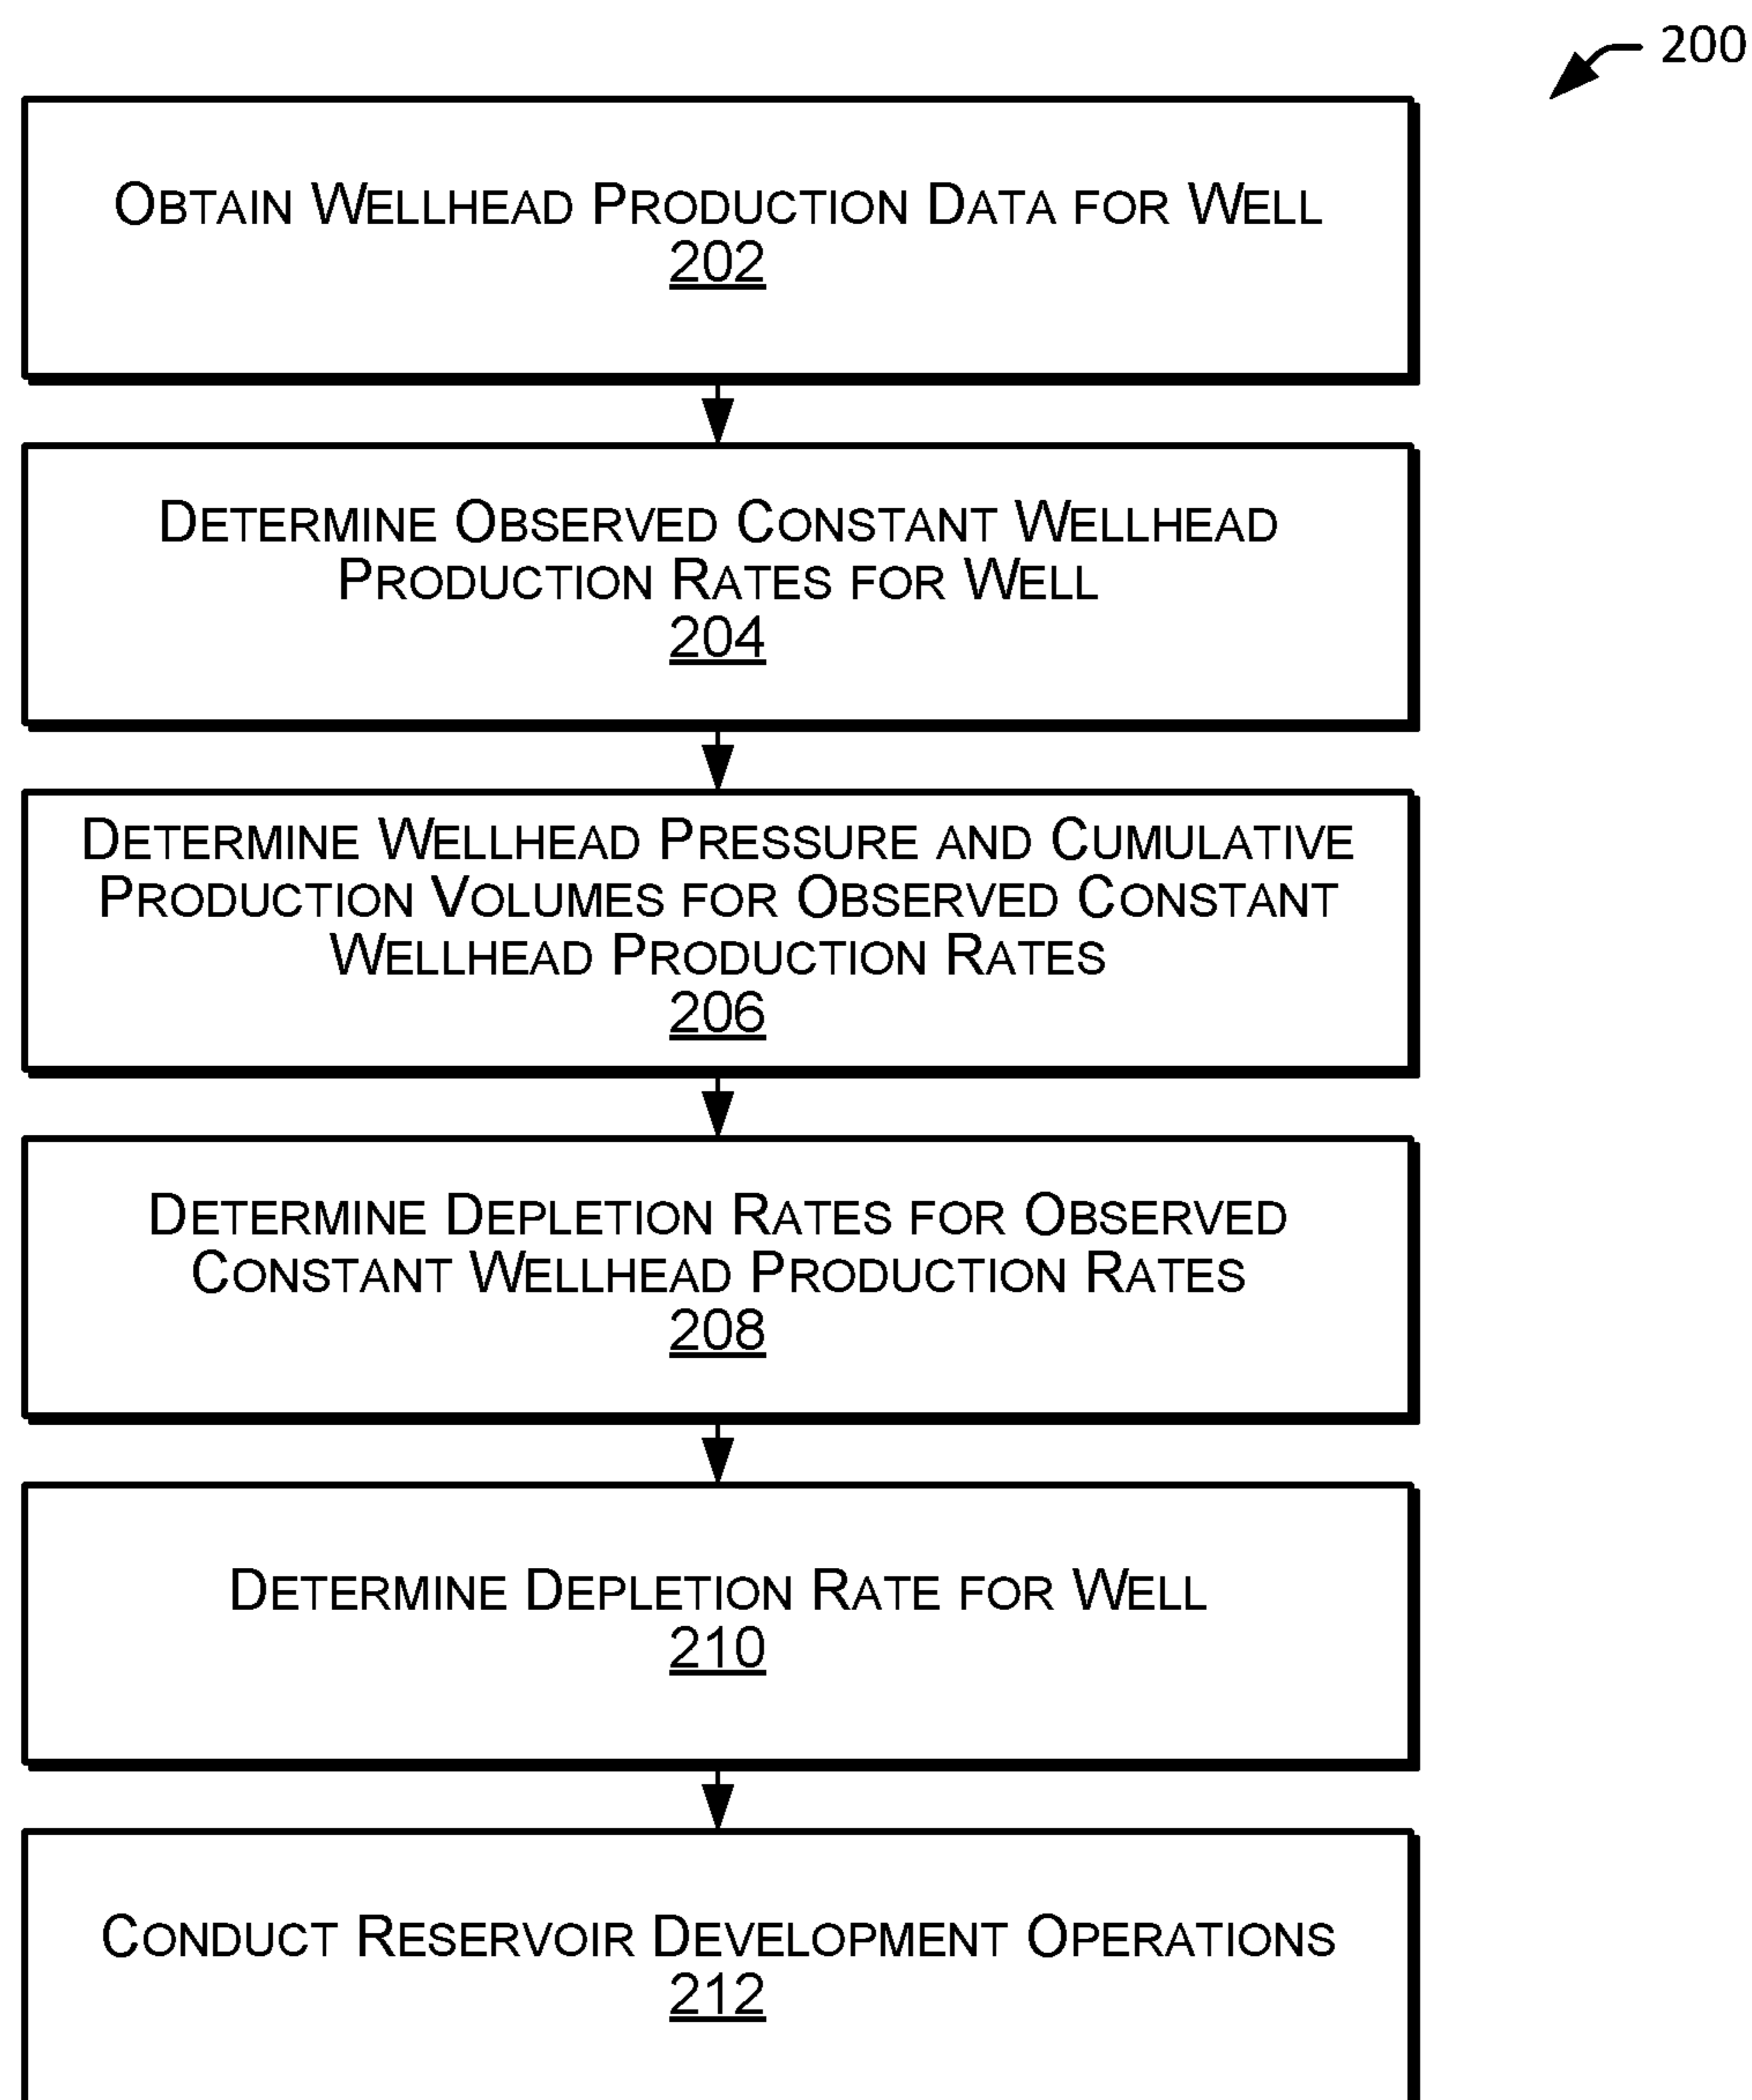 200
OBTAIN WELLHEAD PRODUCTION DATA FOR WELL
202
DETERMINE OBSERVED CONSTANT WELLHEAD
PRODUCTION RATES FOR WELL
204
DETERMINE WELLHEAD PRESSURE AND CUMULATIVE
PRODUCTION VOLUMES FOR OBSERVED CONSTANT
WELLHEAD PRODUCTION RATES
206
DETERMINE DEPLETION RATES FOR OBSERVED
CONSTANT WELLHEAD PRODUCTION RATES
208
DETERMINE DEPLETION RATE FOR WELL
210
CONDUCT RESERVOIR DEVELOPMENT OPERATIONS
212